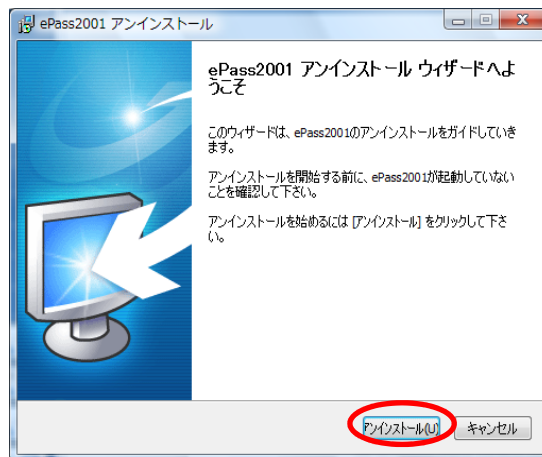 ePass2001 アンインストール
ePass2001 アンインストール ウィザードへよ
うこそ
このウィザードは、ePass2001のアンインストールをガイドしていき
ます。
アンインストールを開始する前に、ePass2001が起動していない
ことを確認して下さい。
アンインストールを始めるには [アンインストール] をクリックして下さ
い。
アンインストール(U)
キャンセル